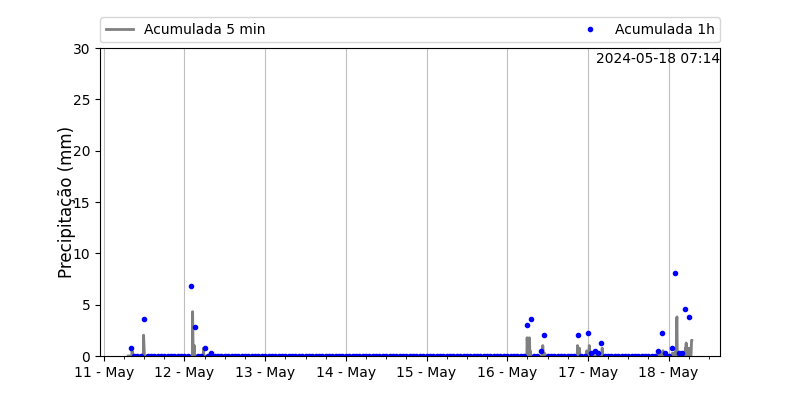 Acumulada 5 min
Acumulada 1h
2024-05-18 07:14
Precipitação (mm)
30
25
20
15
10
5
0
11 - May
12 - May
13 - May
14 - May
15 - May
16 - May
17 - May
18 - May